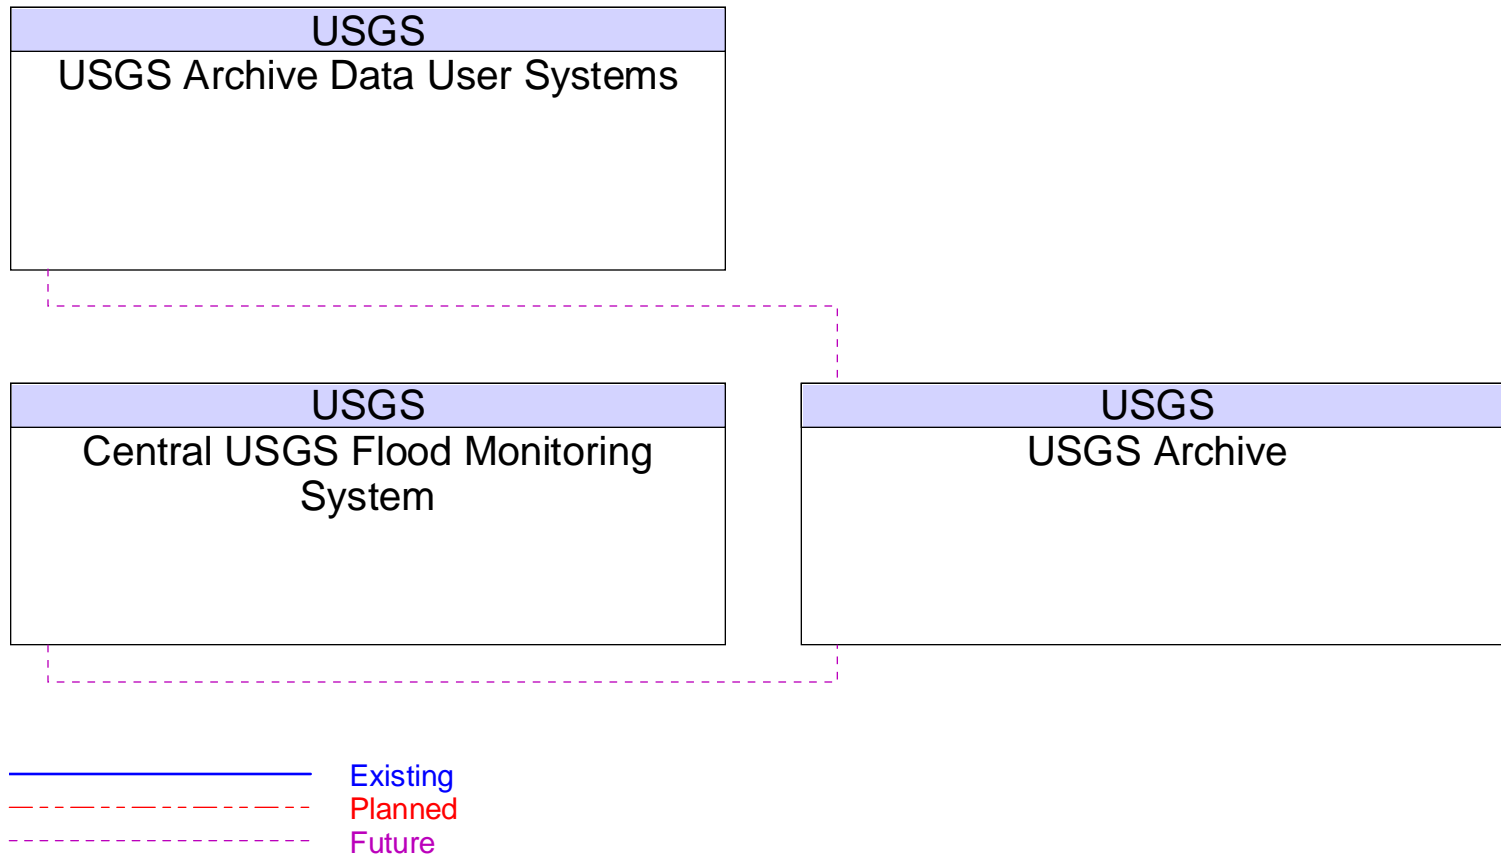 USGS
USGS Archive Data User Systems
USGS
Central USGS Flood Monitoring
System
USGS
USGS Archive
Existing
Planned
Future